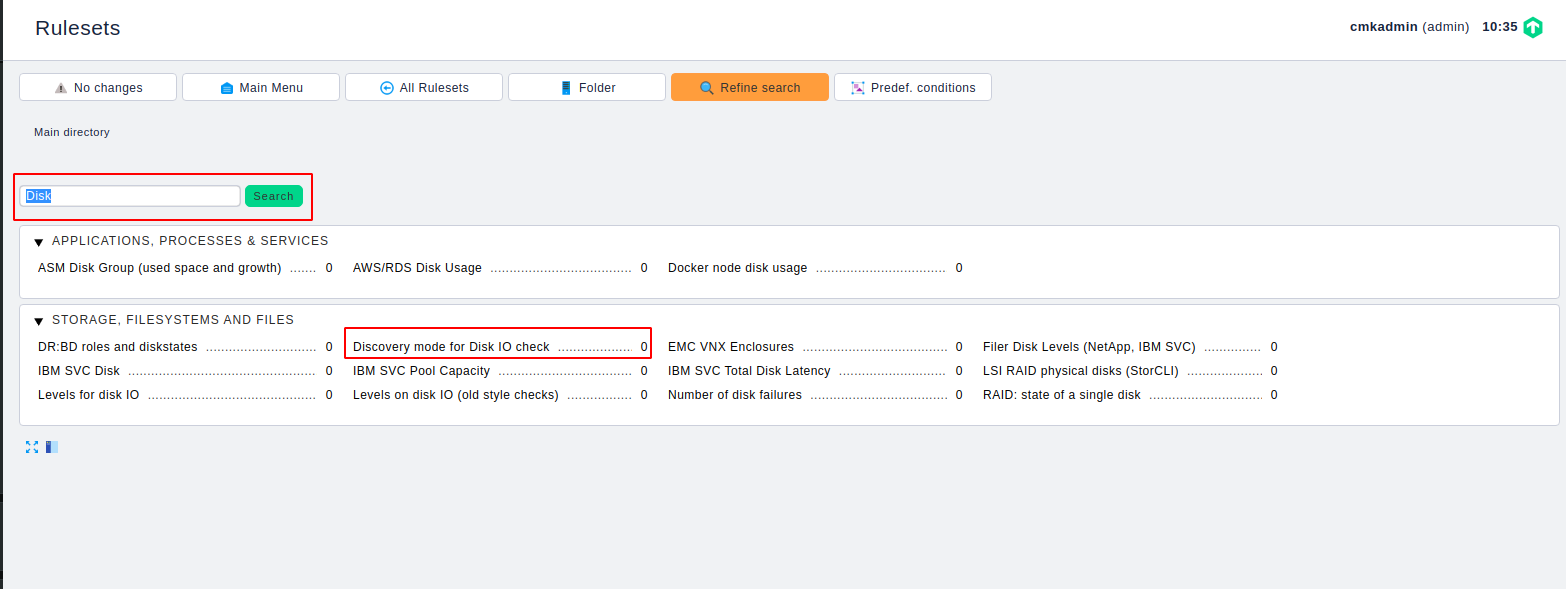 Rulesets
cmkadmin (admin) 10:35
No changes Main Menu All Rulesets Folder Refine search Predef. conditions
Main directory
Disk Search
APPLICATIONS, PROCESSES & SERVICES
ASM Disk Group (used space and growth) ....... 0 AWS/RDS Disk Usage .................................... 0 Docker node disk usage ................................. 0
STORAGE, FILESYSTEMS AND FILES
DR:BD roles and diskstates ............................ 0 Discovery mode for Disk IO check ................... 0 EMC VNX Enclosures ..................................... 0 Filer Disk Levels (NetApp, IBM SVC) ............... 0
IBM SVC Disk ................................................ 0 IBM SVC Pool Capacity .................................. 0 IBM SVC Total Disk Latency ............................ 0 LSI RAID physical disks (StorCLI) .................... 0
Levels for disk IO ........................................... 0 Levels on disk IO (old style checks) ................. 0 Number of disk failures ................................... 0 RAID: state of a single disk ............................. 0